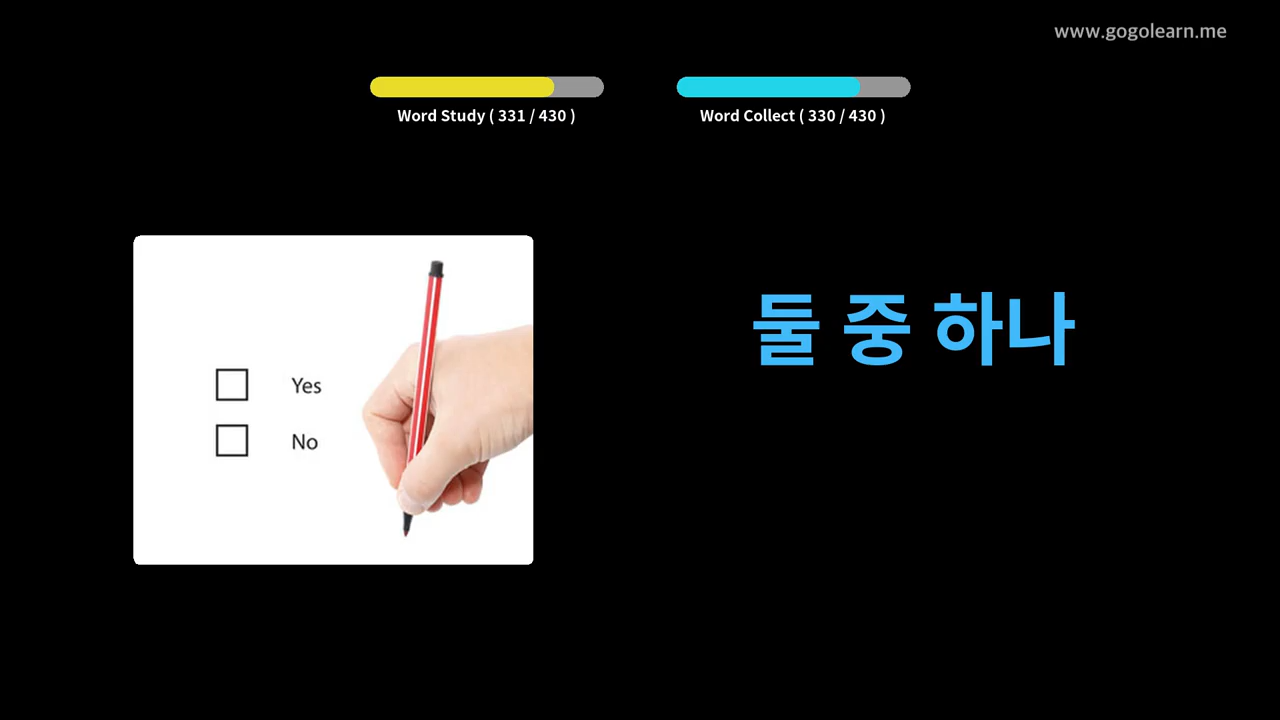 www.gogolearn.me
Word Study ( 331 / 430 )
Word Collect ( 330 / 430 )
둘 중 하나
Yes
No